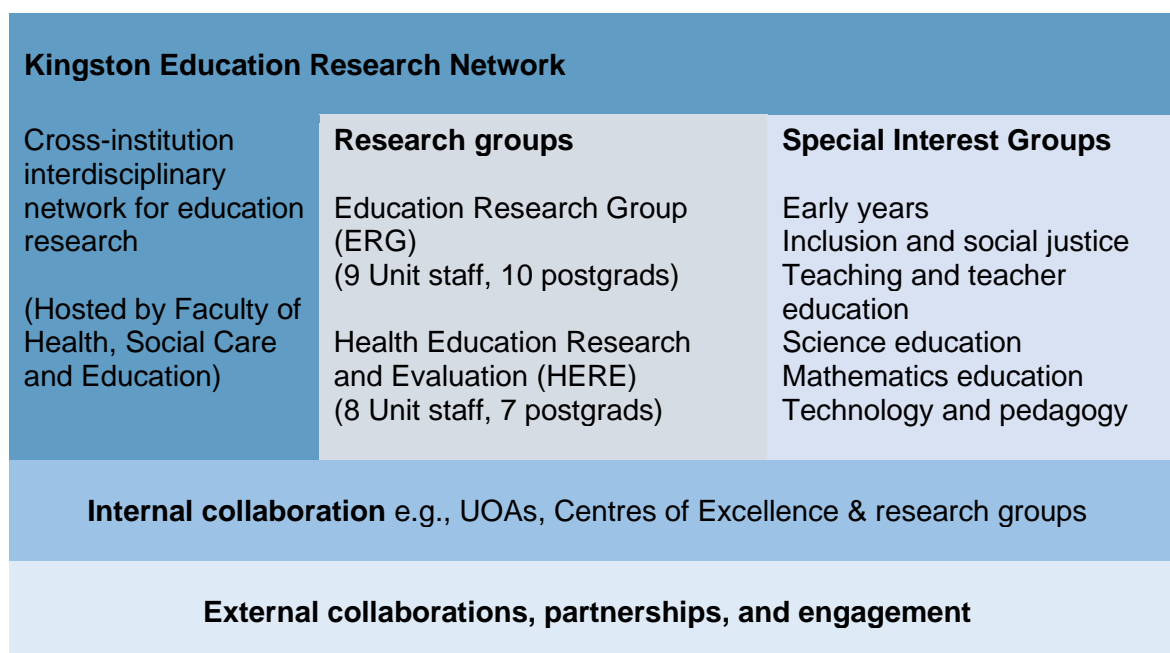 Kingston Education Research Network
Cross-institution
interdisciplinary
network for education
research
(Hosted by Faculty of
Health, Social Care
and Education)
Research groups
Education Research Group
(ERG)
(9 Unit staff, 10 postgrads)
Health Education Research
and Evaluation (HERE)
(8 Unit staff, 7 postgrads)
Special Interest Groups
Early years
Inclusion and social justice
Teaching and teacher
education
Science education
Mathematics education
Technology and pedagogy
Internal collaboration e.g., UOAs, Centres of Excellence & research groups
External collaborations, partnerships, and engagement